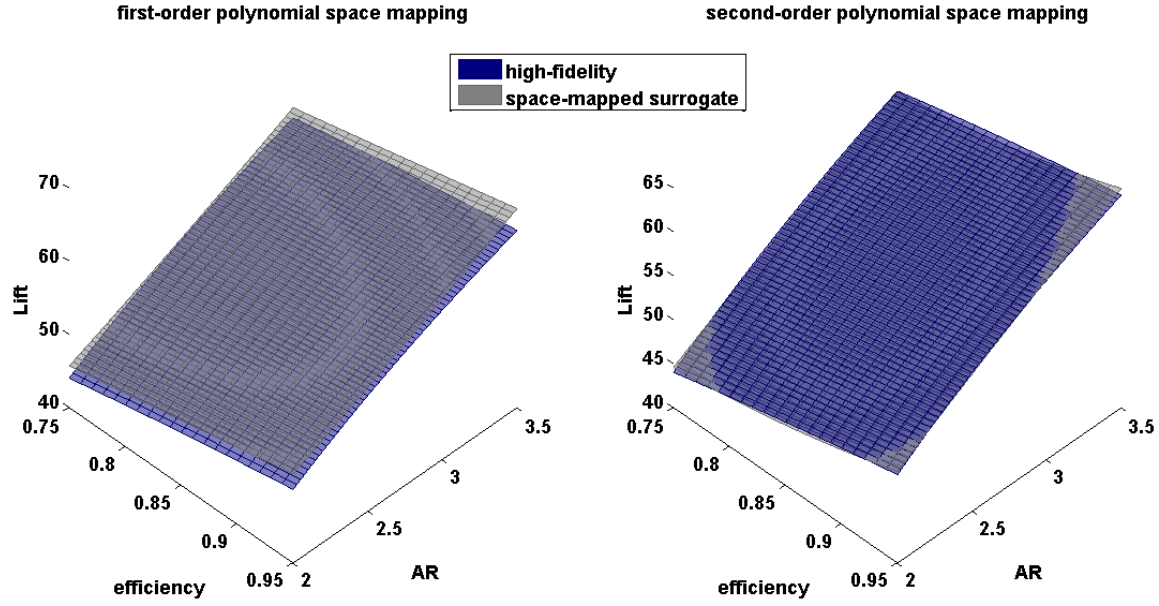 first-order polynomial space mapping
second-order polynomial space mapping
high-fidelity
space-mapped surrogate
70
60
50
40
Lift
0.75
0.8
0.85
0.9
0.95
efficiency
2
2.5
3
3.5
AR
65
60
55
50
45
40
Lift
0.75
0.8
0.85
0.9
0.95
efficiency
2
2.5
3
3.5
AR